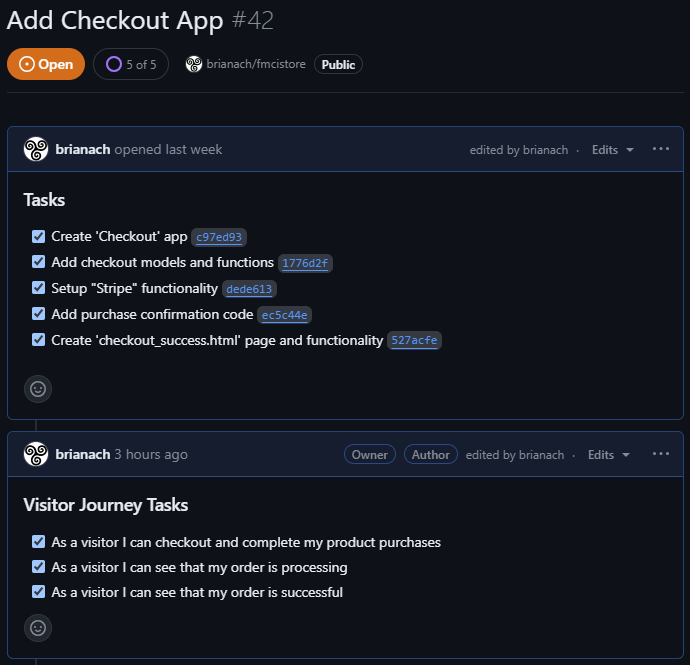 Add Checkout App #42
Open 5 of 5 brianach/fmcistore Public
brianach opened last week edited by brianach · Edits
Tasks
Create 'Checkout' app c97ed93
Add checkout models and functions 1776d2f
Setup "Stripe" functionality dede613
Add purchase confirmation code ec5c44e
Create 'checkout_success.html' page and functionality 527acfe
brianach 3 hours ago Owner Author edited by brianach · Edits
Visitor Journey Tasks
As a visitor I can checkout and complete my product purchases
As a visitor I can see that my order is processing
As a visitor I can see that my order is successful